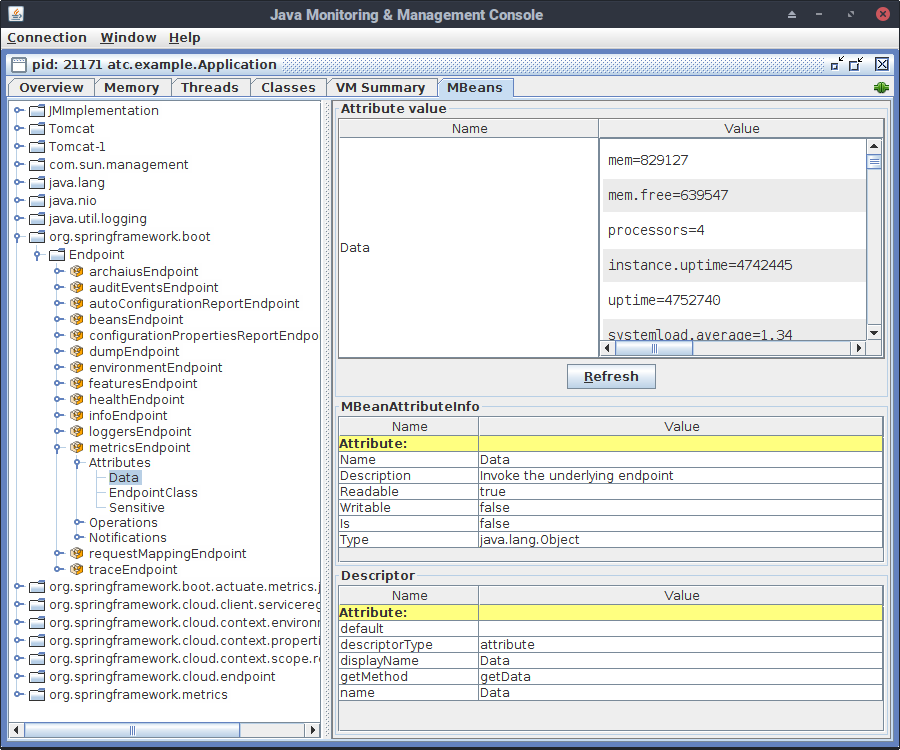 Java Monitoring & Management Console
Connection Window Help
pid: 21171 atc.example.Application
Overview Memory Threads Classes VM Summary MBeans
JMImplementation
Tomcat
Tomcat-1
com.sun.management
java.lang
java.nio
java.util.logging
org.springframework.boot
Endpoint
archaiusEndpoint
auditEventsEndpoint
autoConfigurationReportEndpoint
beansEndpoint
configurationPropertiesReportEndpo
dumpEndpoint
environmentEndpoint
featuresEndpoint
healthEndpoint
infoEndpoint
loggersEndpoint
metricsEndpoint
Attributes
Data
EndpointClass
Sensitive
Operations
Notifications
requestMappingEndpoint
traceEndpoint
org.springframework.boot.actuate.metrics.j
org.springframework.cloud.client.servicereg
org.springframework.cloud.context.environm
org.springframework.cloud.context.properti
org.springframework.cloud.context.scope.re
org.springframework.cloud.endpoint
org.springframework.metrics
Attribute value
Name Value
Data
mem=829127
mem.free=639547
processors=4
instance.uptime=4742445
uptime=4752740
systemload.average=1.34
Refresh
MBeanAttributeInfo
Name Value
Attribute:
Name Data
Description Invoke the underlying endpoint
Readable true
Writable false
Is false
Type java.lang.Object
Descriptor
Name Value
Attribute:
default
descriptorType attribute
displayName Data
getMethod getData
name Data